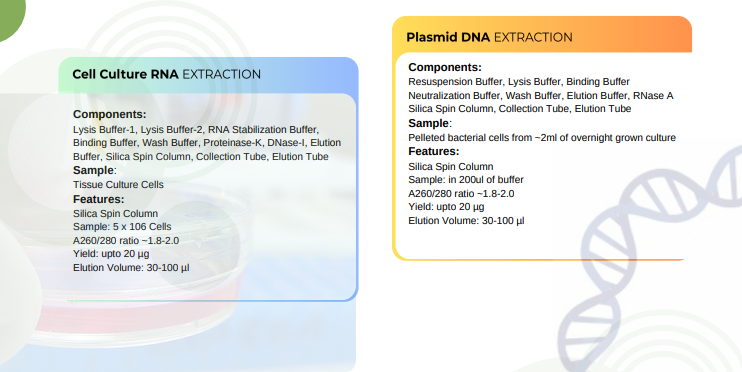 Cell Culture RNA EXTRACTION
Components:
Lysis Buffer-1, Lysis Buffer-2, RNA Stabilization Buffer,
Binding Buffer, Wash Buffer, Proteinase-K, DNase-I, Elution
Buffer, Silica Spin Column, Collection Tube, Elution Tube
Sample:
Tissue Culture Cells
Features:
Silica Spin Column
Sample: 5 x 106 Cells
A260/280 ratio ~1.8-2.0
Yield: upto 20 µg
Elution Volume: 30-100 µl
Plasmid DNA EXTRACTION
Components:
Resuspension Buffer, Lysis Buffer, Binding Buffer
Neutralization Buffer, Wash Buffer, Elution Buffer, RNase A
Silica Spin Column, Collection Tube, Elution Tube
Sample:
Pelleted bacterial cells from ~2ml of overnight grown culture
Features:
Silica Spin Column
Sample: in 200ul of buffer
A260/280 ratio ~1.8-2.0
Yield: upto 20 µg
Elution Volume: 30-100 µl